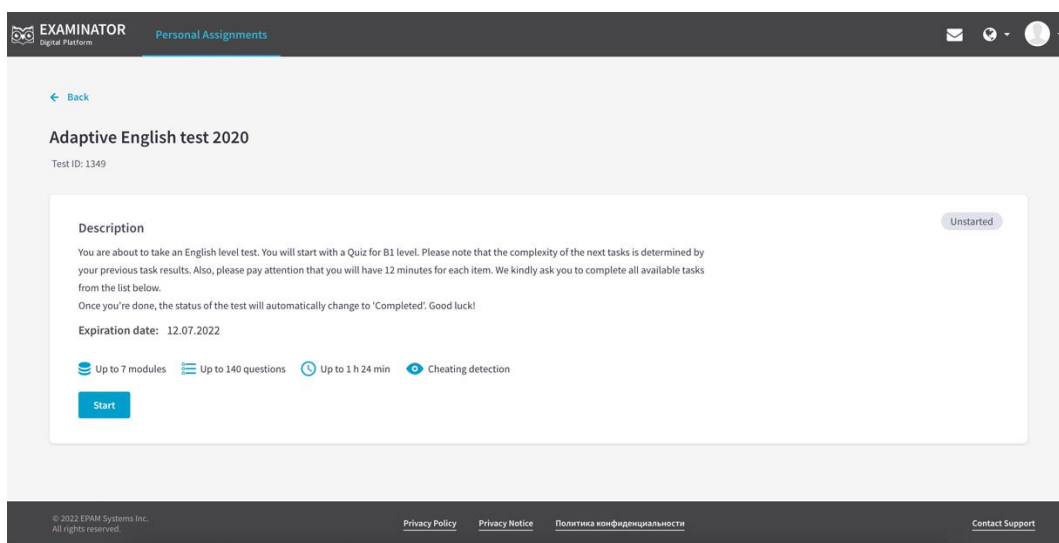 EXAMINATOR
Digital Platform
Personal Assignments
Back
Adaptive English test 2020
Test ID: 1349
Unstarted
Description
You are about to take an English level test. You will start with a Quiz for B1 level. Please note that the complexity of the next tasks is determined by
your previous task results. Also, please pay attention that you will have 12 minutes for each item. We kindly ask you to complete all available tasks
from the list below.
Once you're done, the status of the test will automatically change to 'Completed'. Good luck!
Expiration date: 12.07.2022
Up to 7 modules Up to 140 questions Up to 1 h 24 min Cheating detection
Start
© 2022 EPAM Systems Inc.
All rights reserved.
Privacy Policy Privacy Notice Политика конфиденциальности Contact Support